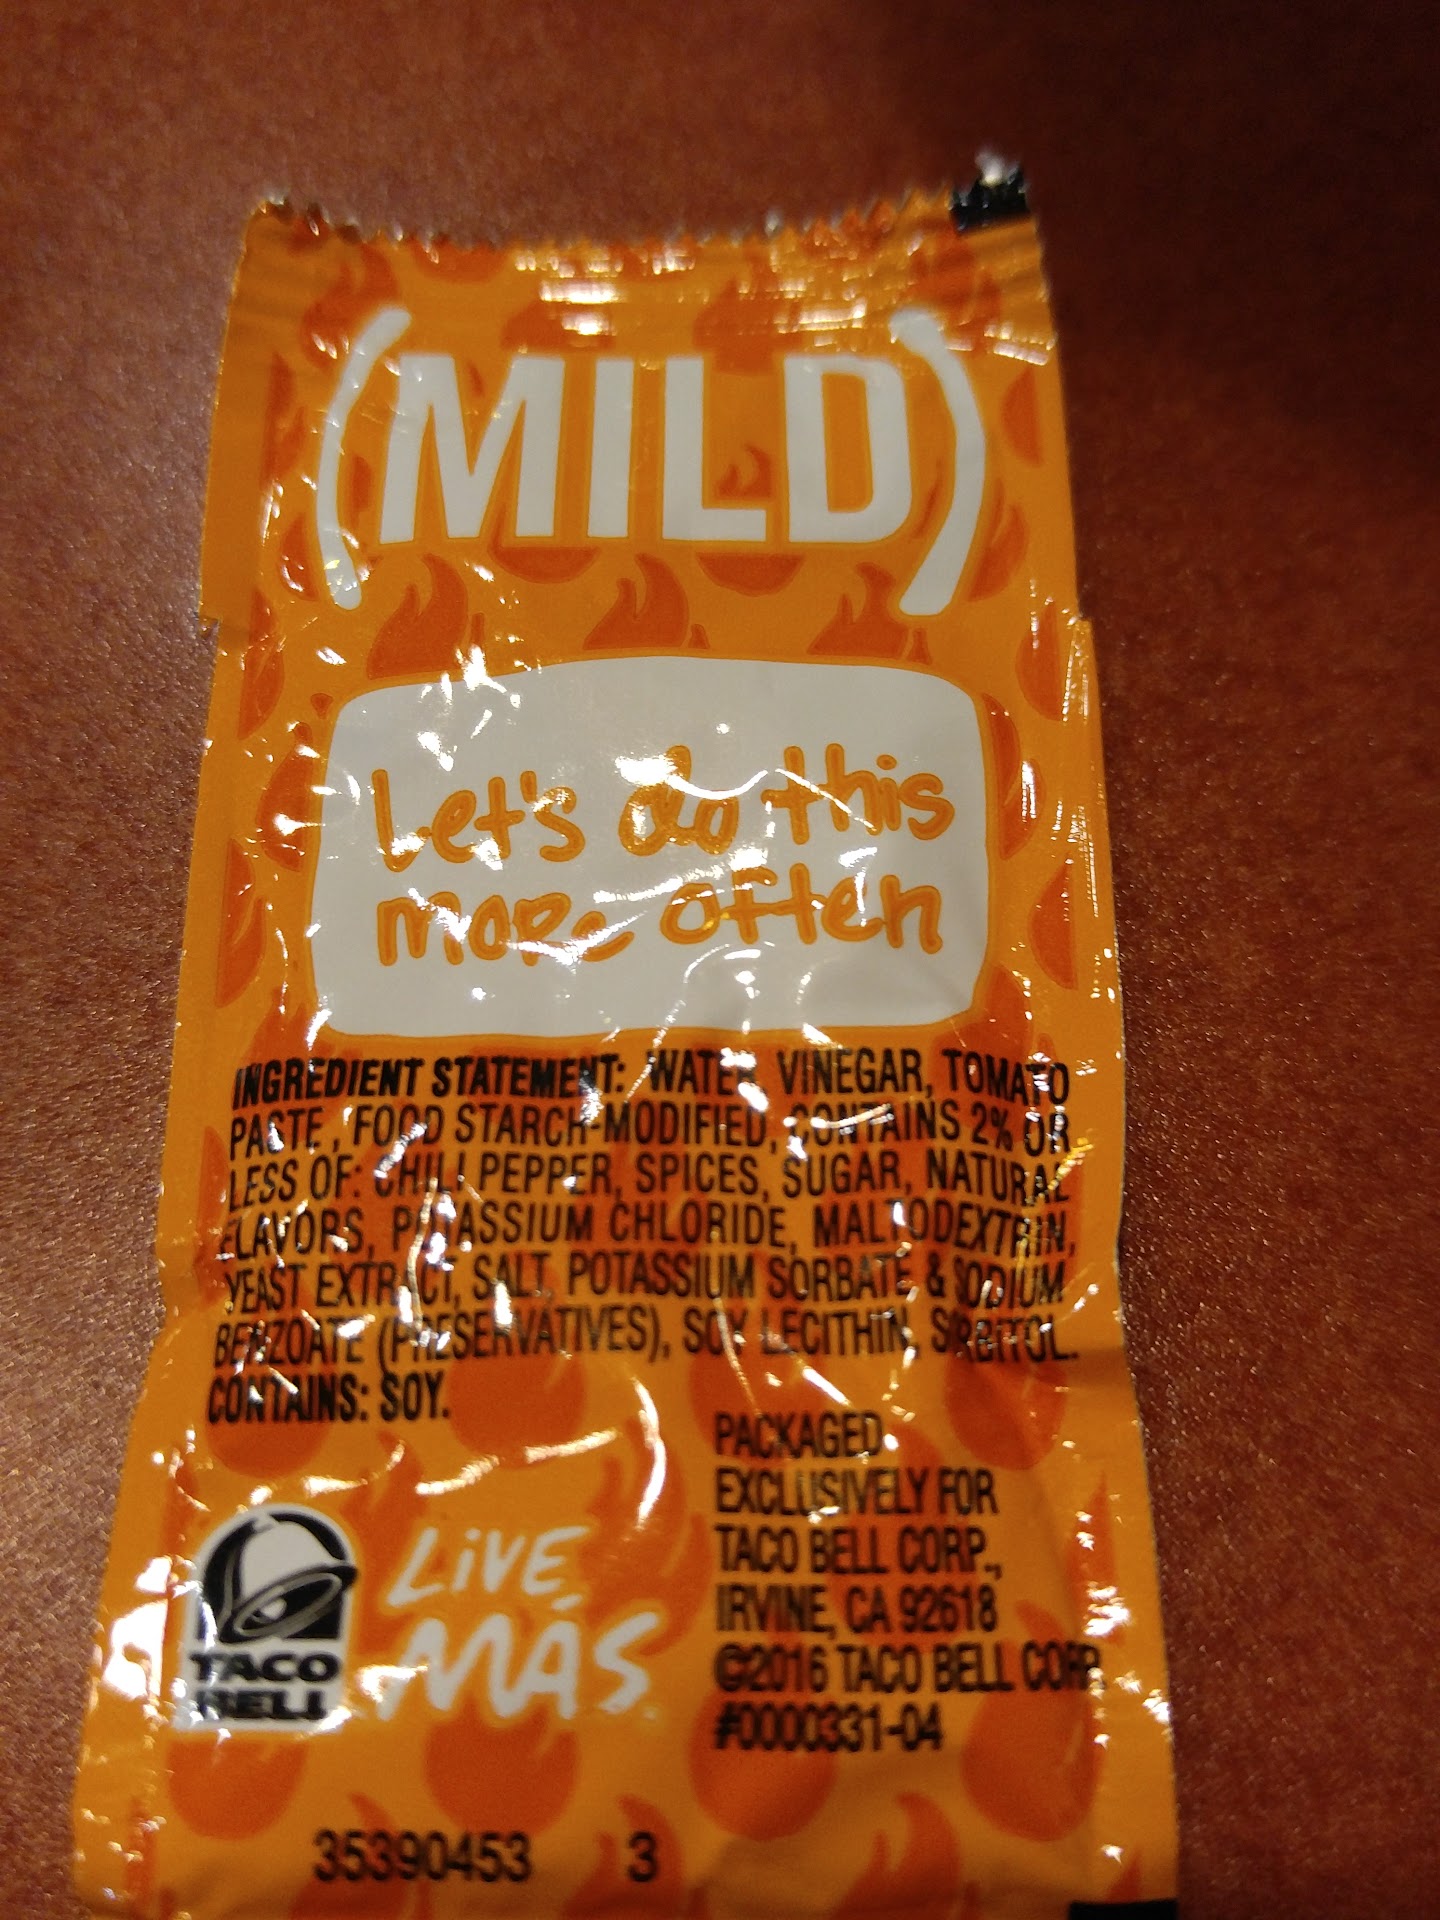 (MILD)
Let's do this
more often
INGREDIENT STATEMENT: WATER, VINEGAR, TOMATO
PASTE, FOOD STARCH-MODIFIED, CONTAINS 2% OR
LESS OF: CHILI PEPPER, SPICES, SUGAR, NATURAL
FLAVORS, POTASSIUM CHLORIDE, MALTODEXTRIN,
YEAST EXTRACT, SALT, POTASSIUM SORBATE & SODIUM
BENZOATE (PRESERVATIVES), SOY LECITHIN, SORBITOL.
CONTAINS: SOY.
PACKAGED
EXCLUSIVELY FOR
TACO BELL CORP.,
IRVINE, CA 92618
©2016 TACO BELL CORP.
#0000331-04
TACO
BELL
LiVE
MÁS
35390453 3